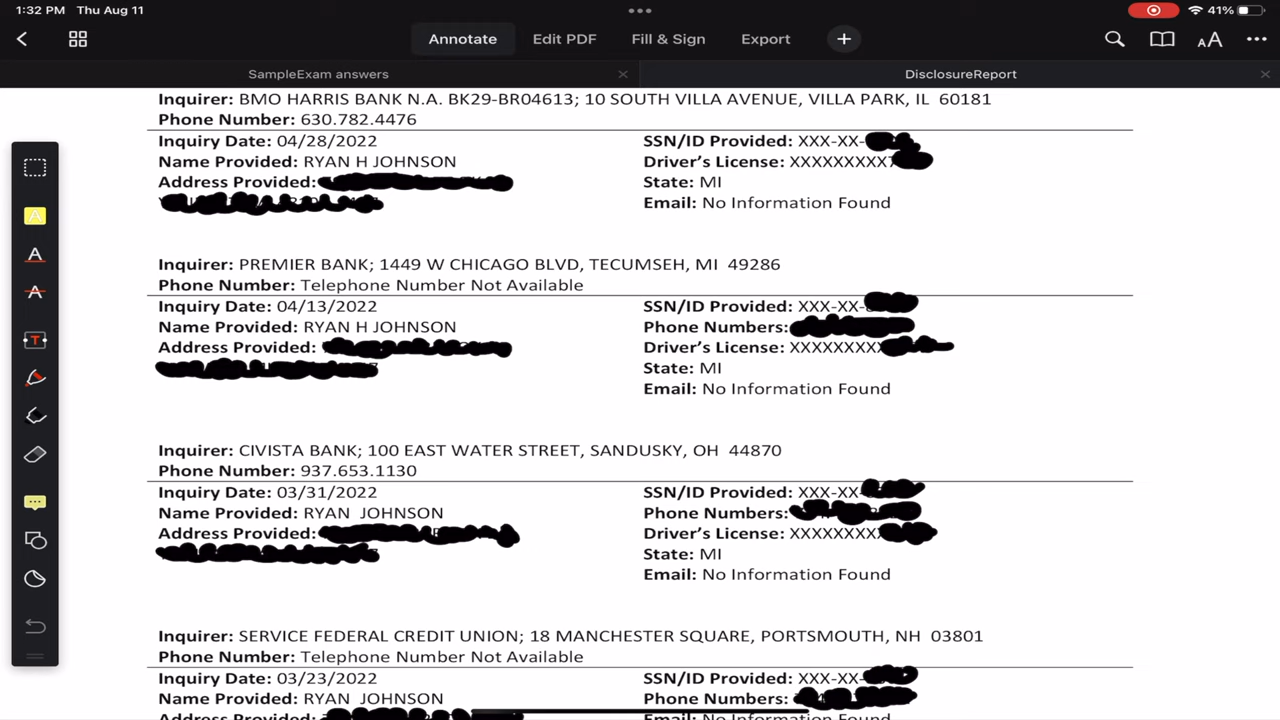 1:32 PM Thu Aug 11
41%
Annotate Edit PDF Fill & Sign Export
SampleExam answers DisclosureReport
Inquirer: BMO HARRIS BANK N.A. BK29-BR04613; 10 SOUTH VILLA AVENUE, VILLA PARK, IL 60181
Phone Number: 630.782.4476
Inquiry Date: 04/28/2022 SSN/ID Provided: XXX-XX-
Name Provided: RYAN H JOHNSON Driver's License: XXXXXXXXX
Address Provided: State: MI
Email: No Information Found
Inquirer: PREMIER BANK; 1449 W CHICAGO BLVD, TECUMSEH, MI 49286
Phone Number: Telephone Number Not Available
Inquiry Date: 04/13/2022 SSN/ID Provided: XXX-XX-
Name Provided: RYAN H JOHNSON Phone Numbers:
Address Provided: Driver's License: XXXXXXXXX
State: MI
Email: No Information Found
Inquirer: CIVISTA BANK; 100 EAST WATER STREET, SANDUSKY, OH 44870
Phone Number: 937.653.1130
Inquiry Date: 03/31/2022 SSN/ID Provided: XXX-XX-
Name Provided: RYAN JOHNSON Phone Numbers:
Address Provided: Driver's License: XXXXXXXXX
State: MI
Email: No Information Found
Inquirer: SERVICE FEDERAL CREDIT UNION; 18 MANCHESTER SQUARE, PORTSMOUTH, NH 03801
Phone Number: Telephone Number Not Available
Inquiry Date: 03/23/2022 SSN/ID Provided: XXX-XX-
Name Provided: RYAN JOHNSON Phone Numbers:
Address Provided: Email: No Information Found